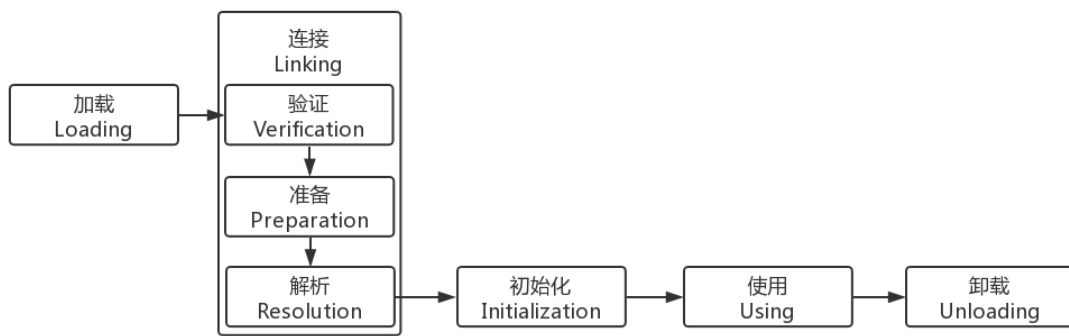 连接
Linking
加载
Loading
验证
Verification
准备
Preparation
解析
Resolution
初始化
Initialization
使用
Using
卸载
Unloading